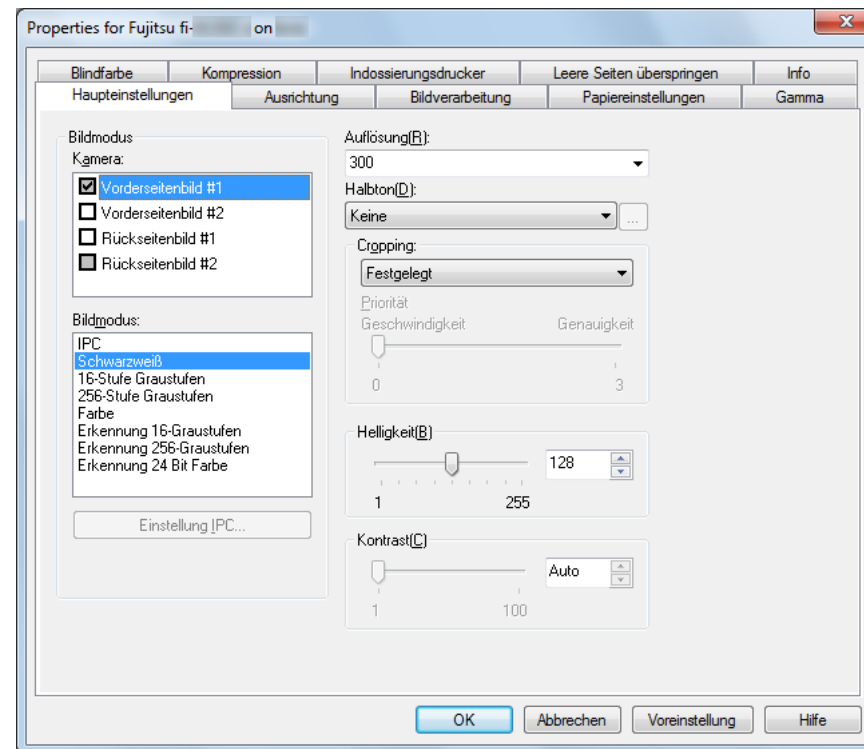 Properties for Fujitsu fi- on
Blindfarbe Kompression Indossierungsdrucker Leere Seiten überspringen Info
Haupteinstellungen Ausrichtung Bildverarbeitung Papiereinstellungen Gamma
Bildmodus
Kamera:
Vorderseitenbild #1
Vorderseitenbild #2
Rückseitenbild #1
Rückseitenbild #2
Bildmodus:
IPC
Schwarzweiß
16-Stufe Graustufen
256-Stufe Graustufen
Farbe
Erkennung 16-Graustufen
Erkennung 256-Graustufen
Erkennung 24 Bit Farbe
Einstellung IPC...
Auflösung(R):
300
Halbton(D):
Keine ...
Cropping:
Festgelegt
Priorität
Geschwindigkeit Genauigkeit
0 3
Helligkeit(B)
128
1 255
Kontrast(C)
Auto
1 100
OK Abbrechen Voreinstellung Hilfe